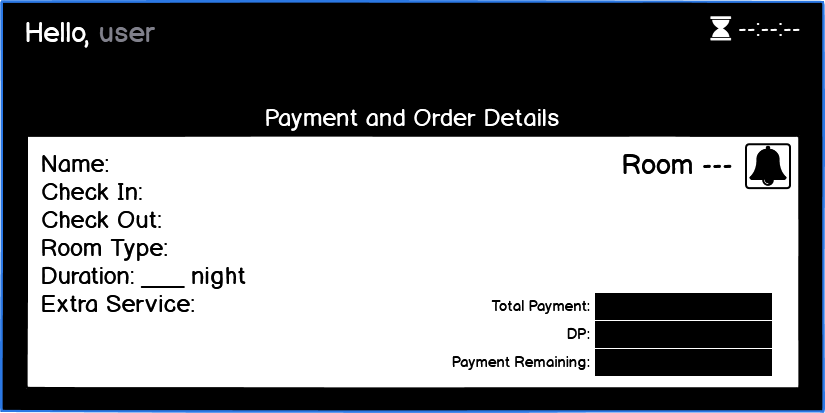 Hello, user
--:--:--
Payment and Order Details
Name:
Room ---
Check In:
Check Out:
Room Type:
Duration: ___ night
Extra Service:
Total Payment:
DP:
Payment Remaining: